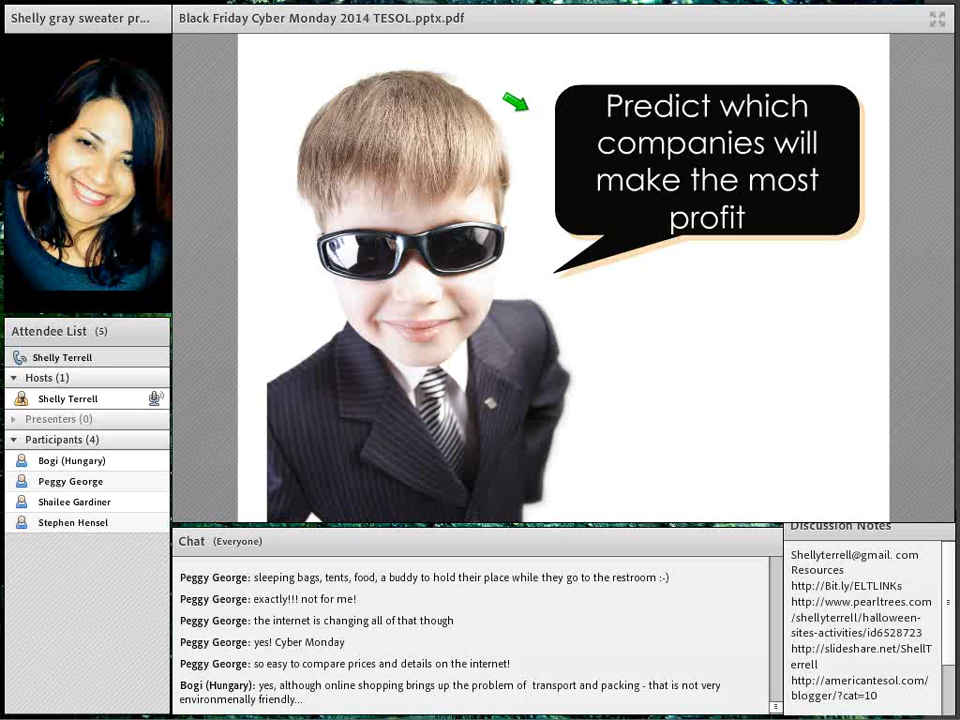 Shelly gray sweater pr...
Black Friday Cyber Monday 2014 TESOL.pptx.pdf
Predict which
companies will
make the most
profit
Attendee List (5)
Shelly Terrell
Hosts (1)
Shelly Terrell
Presenters (0)
Participants (4)
Bogi (Hungary)
Peggy George
Shailee Gardiner
Stephen Hensel
Chat (Everyone)
Peggy George: sleeping bags, tents, food, a buddy to hold their place while they go to the restroom :-)
Peggy George: exactly!!! not for me!
Peggy George: the internet is changing all of that though
Peggy George: yes! Cyber Monday
Peggy George: so easy to compare prices and details on the internet!
Bogi (Hungary): yes, although online shopping brings up the problem of transport and packing - that is not very
environmenally friendly...
Discussion Notes
Shellyterrell@gmail. com
Resources
http://Bit.ly/ELTLINKs
http://www.pearltrees.com
/shellyterrell/halloween-
sites-activities/id6528723
http://slideshare.net/ShellT
errell
http://americantesol.com/
blogger/?cat=10